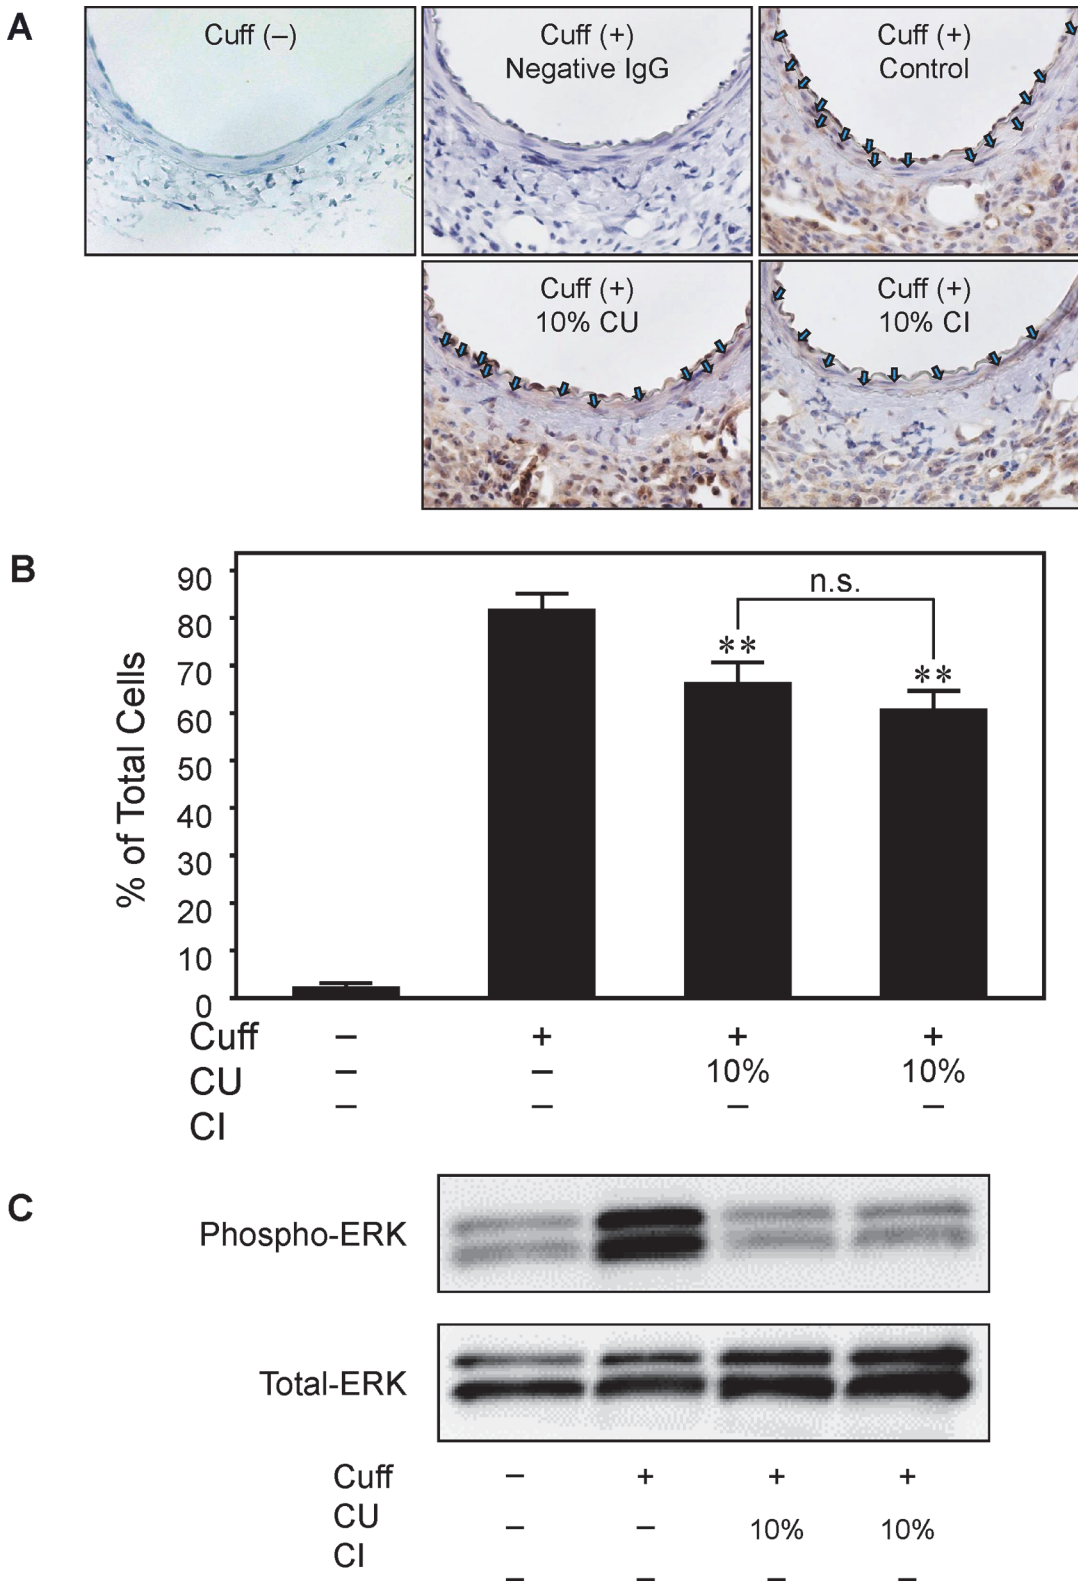 A
Cuff (–)
Cuff (+)
Negative IgG
Cuff (+)
Control
Cuff (+)
10% CU
Cuff (+)
10% CI
B
% of Total Cells
90
80
70
60
50
40
30
20
10
0
n.s.
**
**
Cuff – + + +
CU – – 10% 10%
CI – – – –
C
Phospho-ERK
Total-ERK
Cuff – + + +
CU – – 10% 10%
CI – – – –